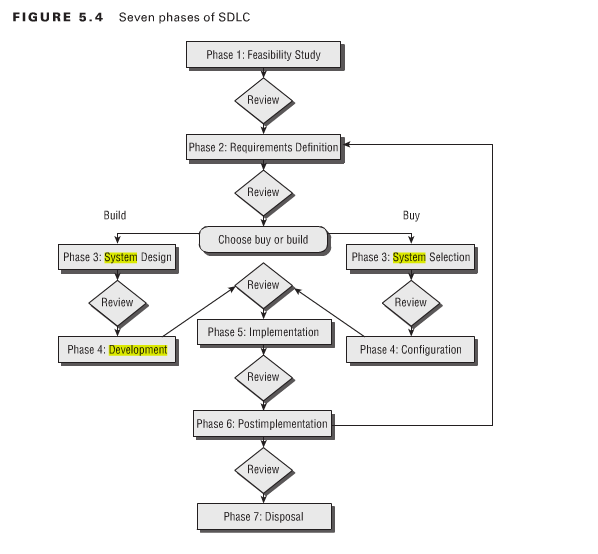 FIGURE 5.4 Seven phases of SDLC
Phase 1: Feasibility Study
Review
Phase 2: Requirements Definition
Review
Build
Buy
Choose buy or build
Phase 3: System Design
Phase 3: System Selection
Review
Review
Review
Phase 5: Implementation
Phase 4: Development
Phase 4: Configuration
Review
Phase 6: Postimplementation
Review
Phase 7: Disposal